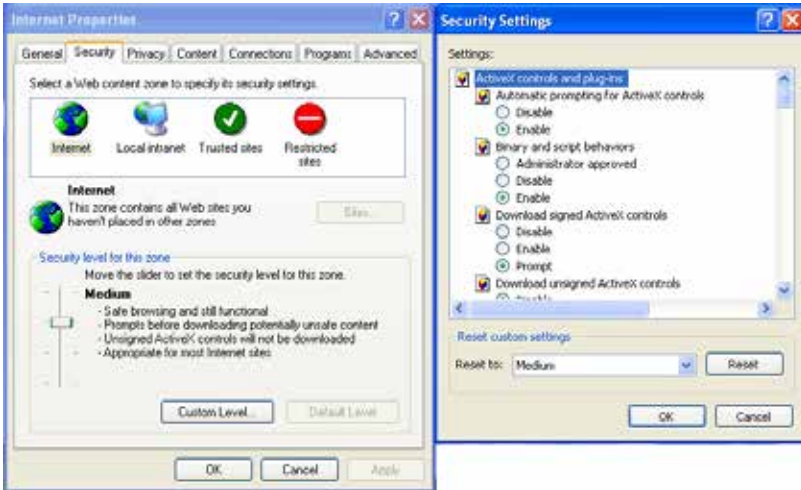 Internet Properties
General Security Privacy Content Connections Programs Advanced
Select a Web content zone to specify its security settings.
Internet Local intranet Trusted sites Restricted sites
Internet
This zone contains all Web sites you
haven't placed in other zones
Sites...
Security level for this zone
Move the slider to set the security level for this zone.
Medium
- Safe browsing and still functional
- Prompts before downloading potentially unsafe content
- Unsigned ActiveX controls will not be downloaded
- Appropriate for most Internet sites
Custom Level... Default Level
OK Cancel Apply
Security Settings
Settings:
ActiveX controls and plug-ins
Automatic prompting for ActiveX controls
Disable
Enable
Binary and script behaviors
Administrator approved
Disable
Enable
Download signed ActiveX controls
Disable
Enable
Prompt
Download unsigned ActiveX controls
Reset custom settings
Reset to: Medium Reset
OK Cancel